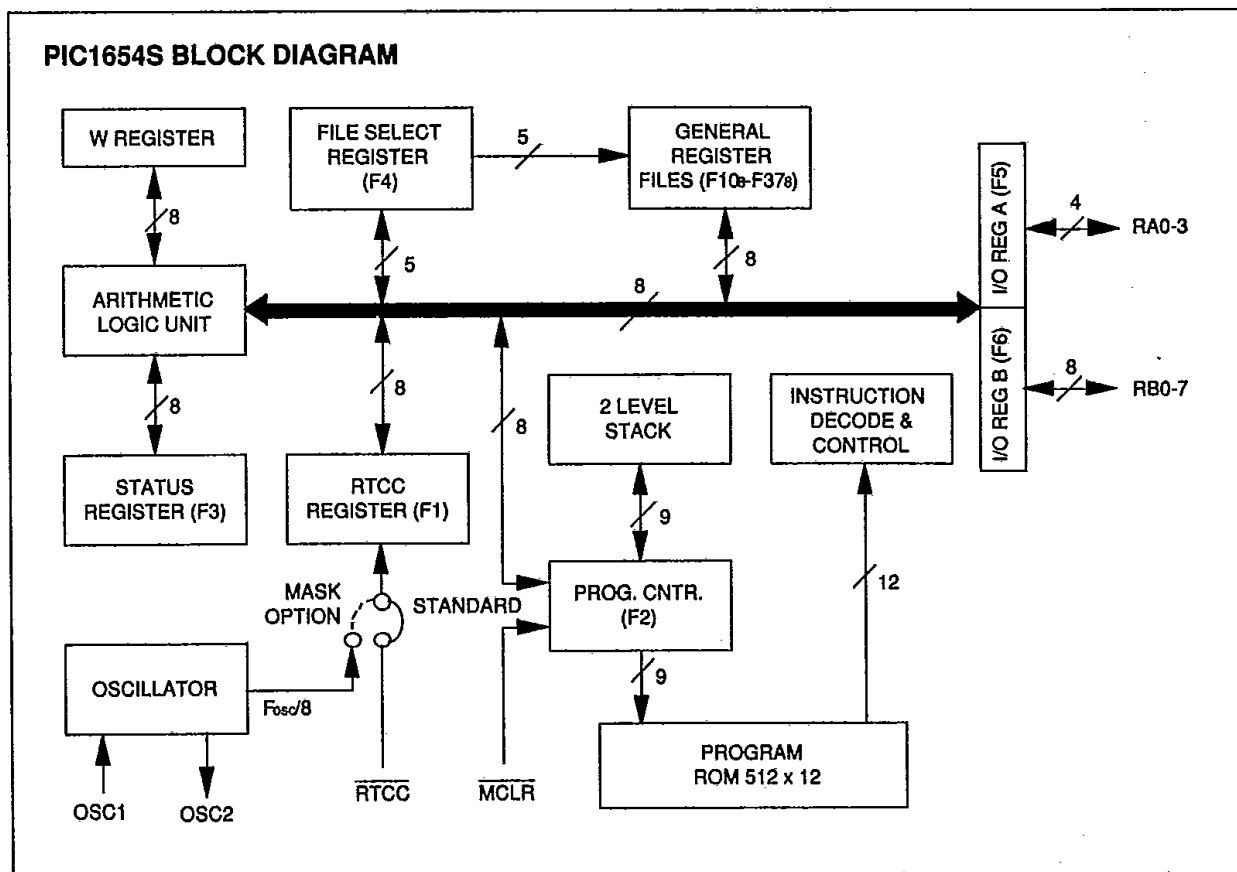 PIC1654S BLOCK DIAGRAM
W REGISTER
FILE SELECT
REGISTER
(F4)
5
GENERAL
REGISTER
FILES (F108-F378)
I/O REG A (F5)
4
RA0-3
8
5
8
ARITHMETIC
LOGIC UNIT
8
I/O REG B (F6)
8
RB0-7
8
8
8
2 LEVEL
STACK
INSTRUCTION
DECODE &
CONTROL
STATUS
REGISTER (F3)
RTCC
REGISTER (F1)
9
12
MASK
OPTION
STANDARD
PROG. CNTR.
(F2)
9
OSCILLATOR
Fosc/8
PROGRAM
ROM 512 x 12
OSC1
OSC2
RTCC
MCLR